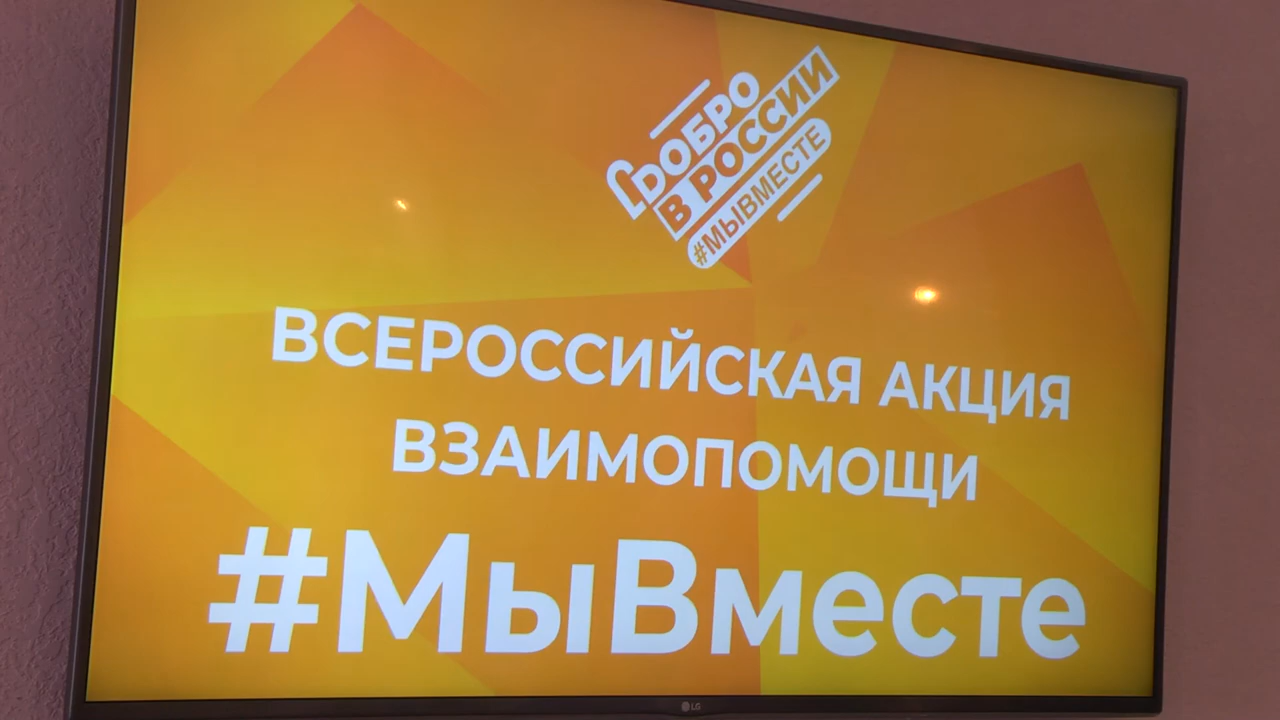 ДОБРО
В РОССИИ
#МЫВМЕСТЕ
ВСЕРОССИЙСКАЯ АКЦИЯ
ВЗАИМОПОМОЩИ
#МыВместе
LG